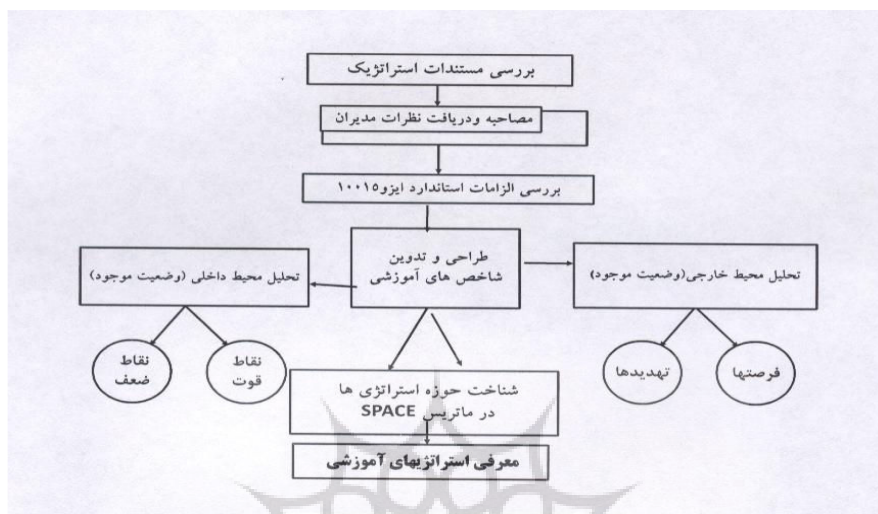 بررسی مستندات استراتژیک
مصاحبه ودریافت نظرات مدیران
بررسی الزامات استاندارد ایزو۱۰۰۱۵
طراحی و تدوین
شاخص های آموزشی
تحلیل محیط خارجی(وضعیت موجود)
تحلیل محیط داخلی (وضعیت موجود)
فرصتها
تهدیدها
نقاط
قوت
نقاط
ضعف
شناخت حوزه استراتژی ها
در ماتریس SPACE
معرفی استراتژیهای آموزشی